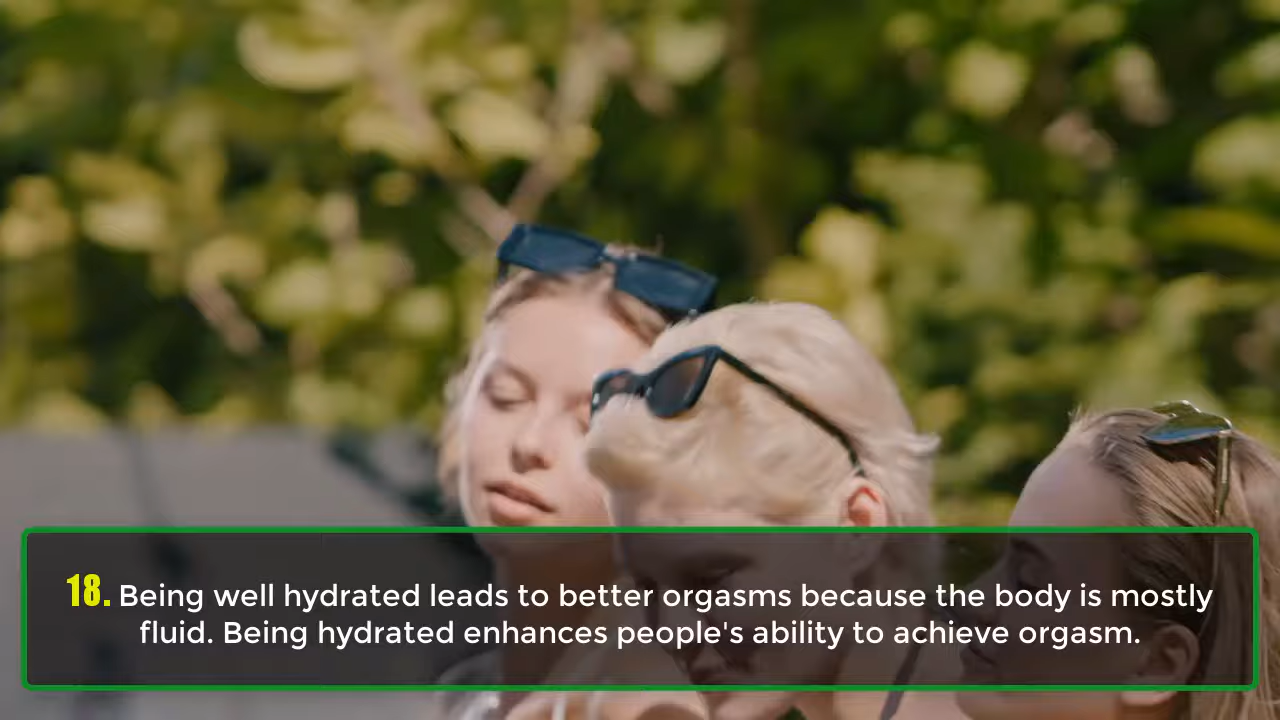 18. Being well hydrated leads to better orgasms because the body is mostly
fluid. Being hydrated enhances people's ability to achieve orgasm.